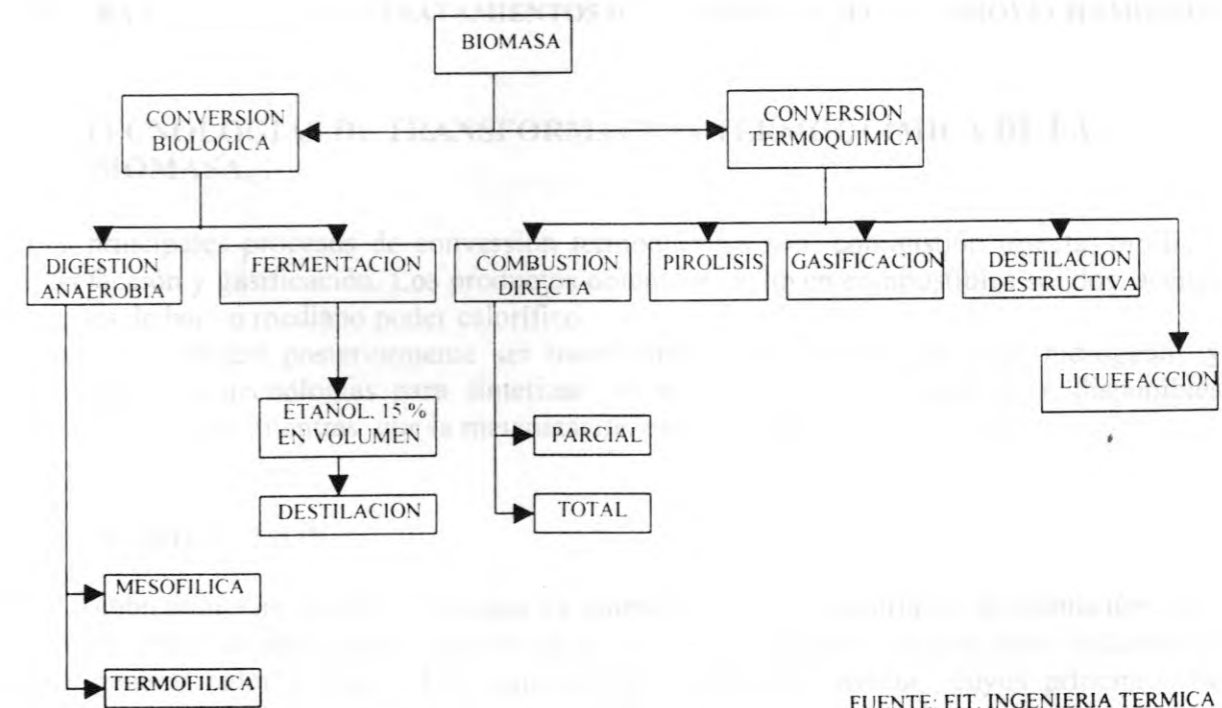 BIOMASA
CONVERSION
BIOLOGICA
CONVERSION
TERMOQUIMICA
DIGESTION
ANAEROBIA
FERMENTACION
COMBUSTION
DIRECTA
PIROLISIS
GASIFICACION
DESTILACION
DESTRUCTIVA
LICUEFACCION
ETANOL. 15 %
EN VOLUMEN
PARCIAL
DESTILACION
TOTAL
MESOFILICA
TERMOFILICA
FUENTE: FIT. INGENIERIA TERMICA